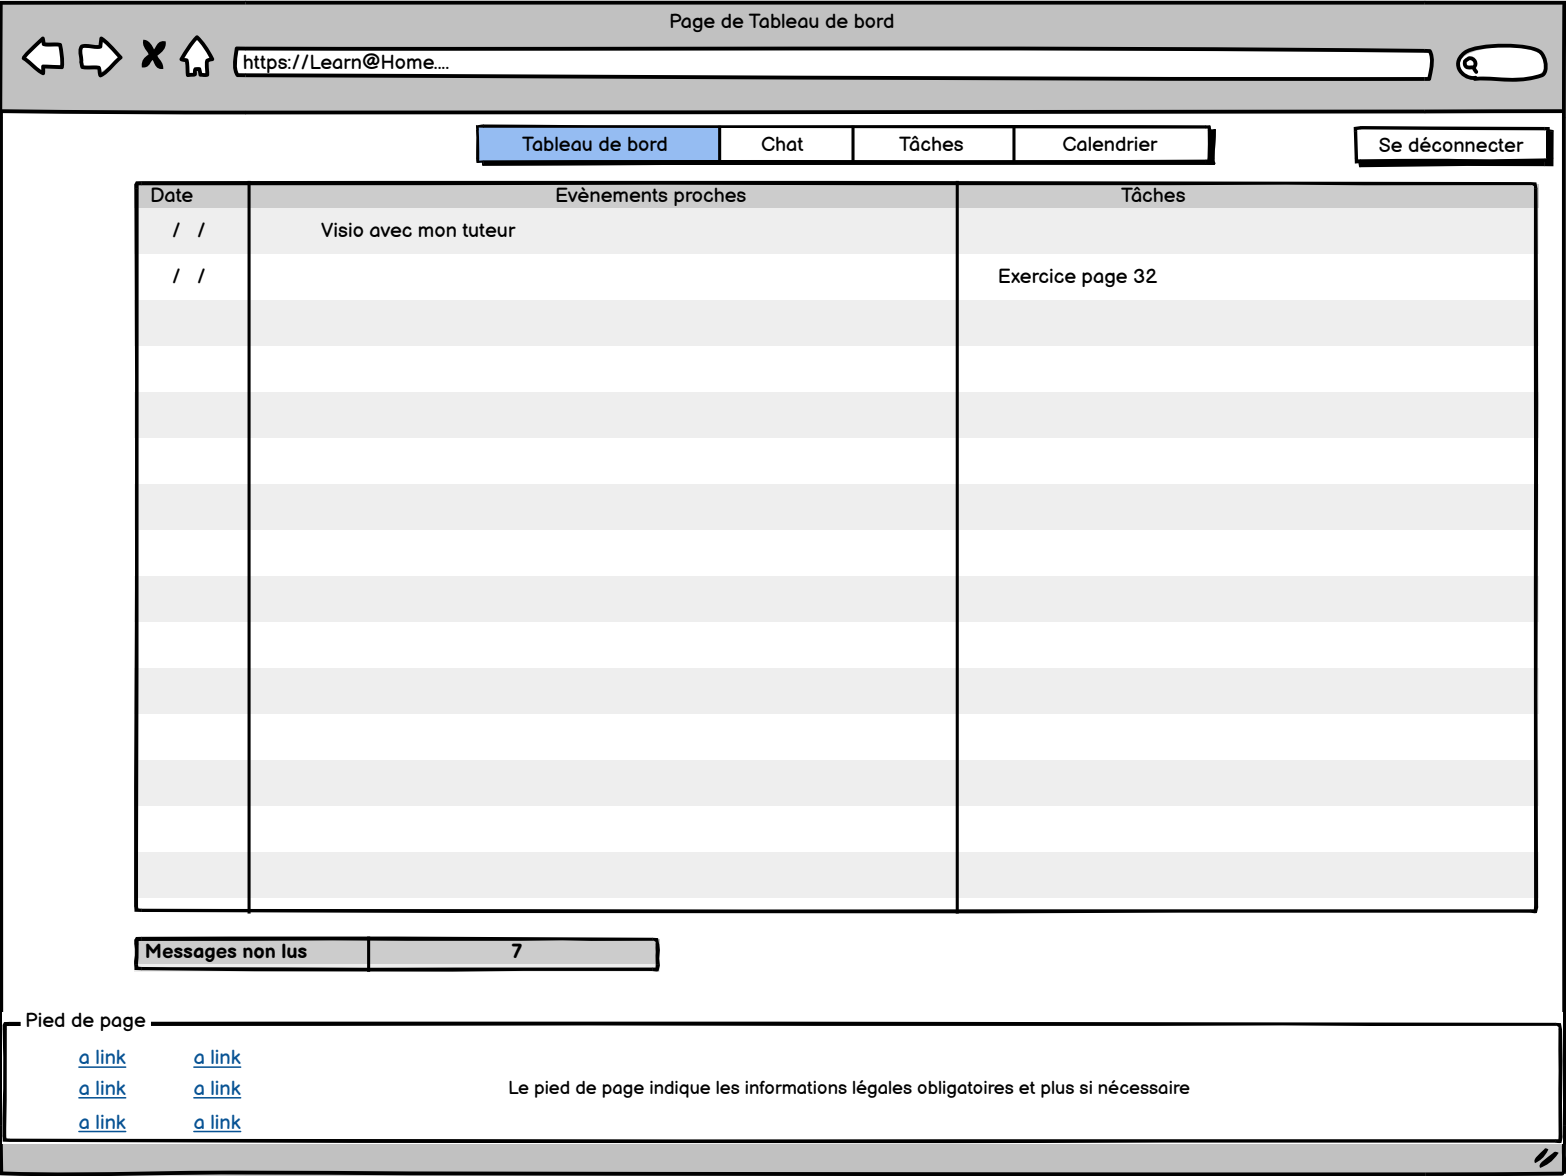 Page de Tableau de bord
https://Learn@Home....
Tableau de bord Chat Tâches Calendrier Se déconnecter
Date Evènements proches Tâches
/ / Visio avec mon tuteur
/ / Exercice page 32
Messages non lus 7
Pied de page
a link a link
a link a link Le pied de page indique les informations légales obligatoires et plus si nécessaire
a link a link